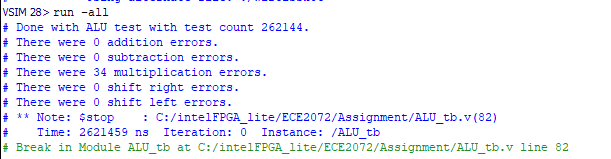 VSIM 28> run -all
# Done with ALU test with test count 262144.
# There were 0 addition errors.
# There were 0 subtraction errors.
# There were 34 multiplication errors.
# There were 0 shift right errors.
# There were 0 shift left errors.
# ** Note: $stop    : C:/intelFPGA_lite/ECE2072/Assignment/ALU_tb.v(82)
#    Time: 2621459 ns  Iteration: 0  Instance: /ALU_tb
# Break in Module ALU_tb at C:/intelFPGA_lite/ECE2072/Assignment/ALU_tb.v line 82